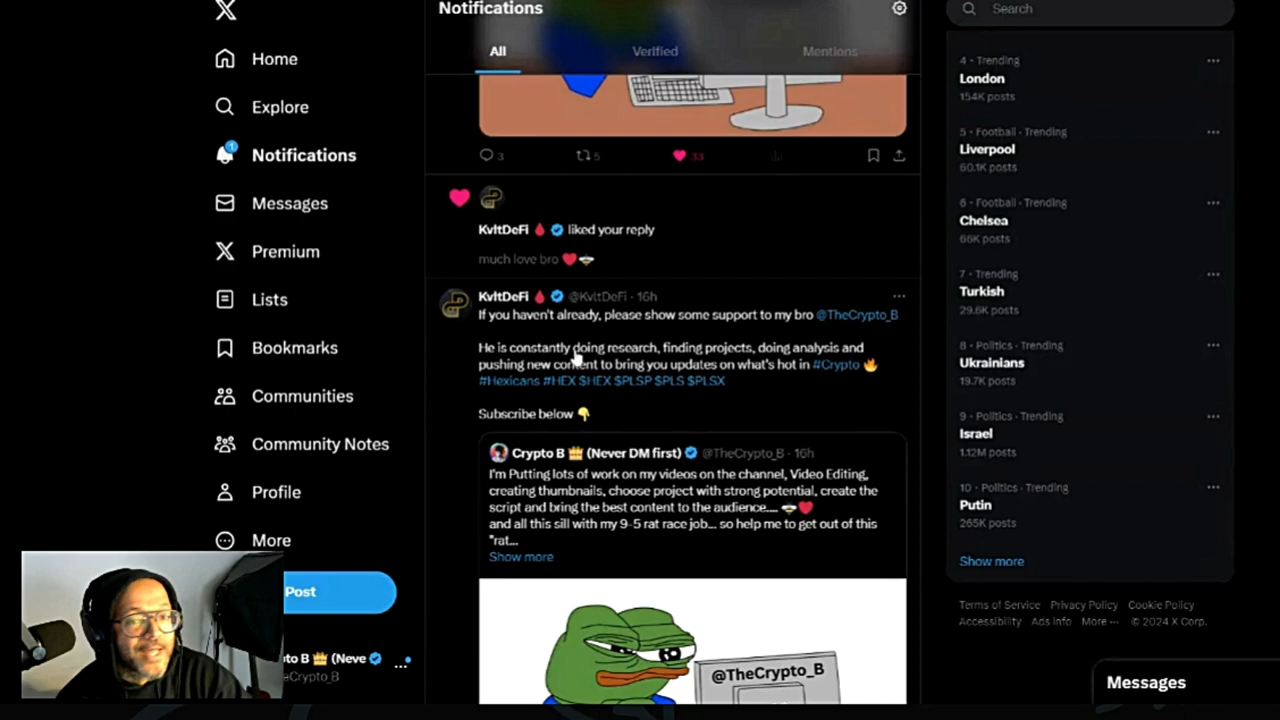 Home
Explore
1
Notifications
Messages
Premium
Lists
Bookmarks
Communities
Community Notes
Profile
More
Post
to B 👑 (Neve
eCrypto_B
Notifications
All
Verified
Mentions
3
5
33
KvltDeFi 🩸 liked your reply
much love bro ❤️
KvltDeFi 🩸 @KvltDeFi · 16h
If you haven't already, please show some support to my bro @TheCrypto_B
He is constantly doing research, finding projects, doing analysis and
pushing new content to bring you updates on what's hot in #Crypto 🔥
#Hexicans #HEX $HEX $PLSP $PLS $PLSX
Subscribe below 👇
Crypto B 👑 (Never DM first) @TheCrypto_B · 16h
I'm Putting lots of work on my videos on the channel, Video Editing,
creating thumbnails, choose project with strong potential, create the
script and bring the best content to the audience.... ❤️
and all this sill with my 9-5 rat race job... so help me to get out of this
"rat...
Show more
@TheCrypto_B
Search
4 · Trending
London
154K posts
5 · Football · Trending
Liverpool
60.1K posts
6 · Football · Trending
Chelsea
66K posts
7 · Trending
Turkish
29.6K posts
8 · Politics · Trending
Ukrainians
19.7K posts
9 · Politics · Trending
Israel
1.12M posts
10 · Politics · Trending
Putin
265K posts
Show more
Terms of Service Privacy Policy Cookie Policy
Accessibility Ads info More ··· © 2024 X Corp.
Messages